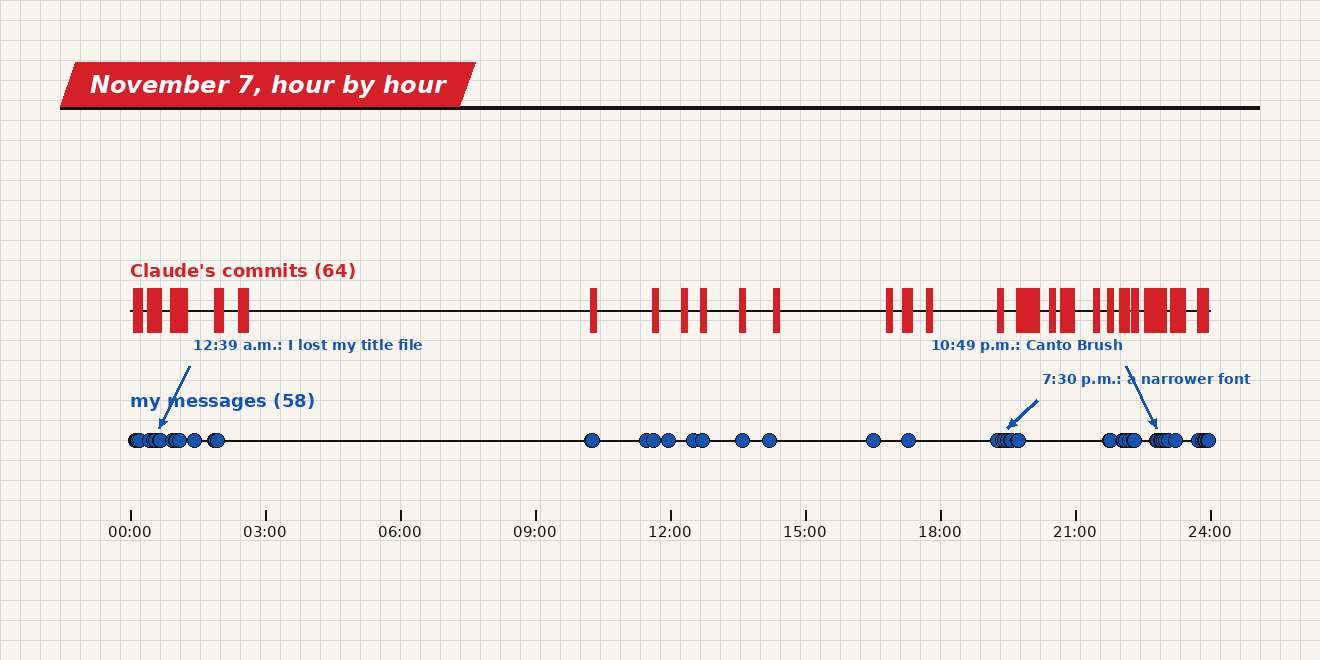 November 7, hour by hour
Claude's commits (64)
12:39 a.m.: I lost my title file
10:49 p.m.: Canto Brush
7:30 p.m.: a narrower font
my messages (58)
00:00
03:00
06:00
09:00
12:00
15:00
18:00
21:00
24:00